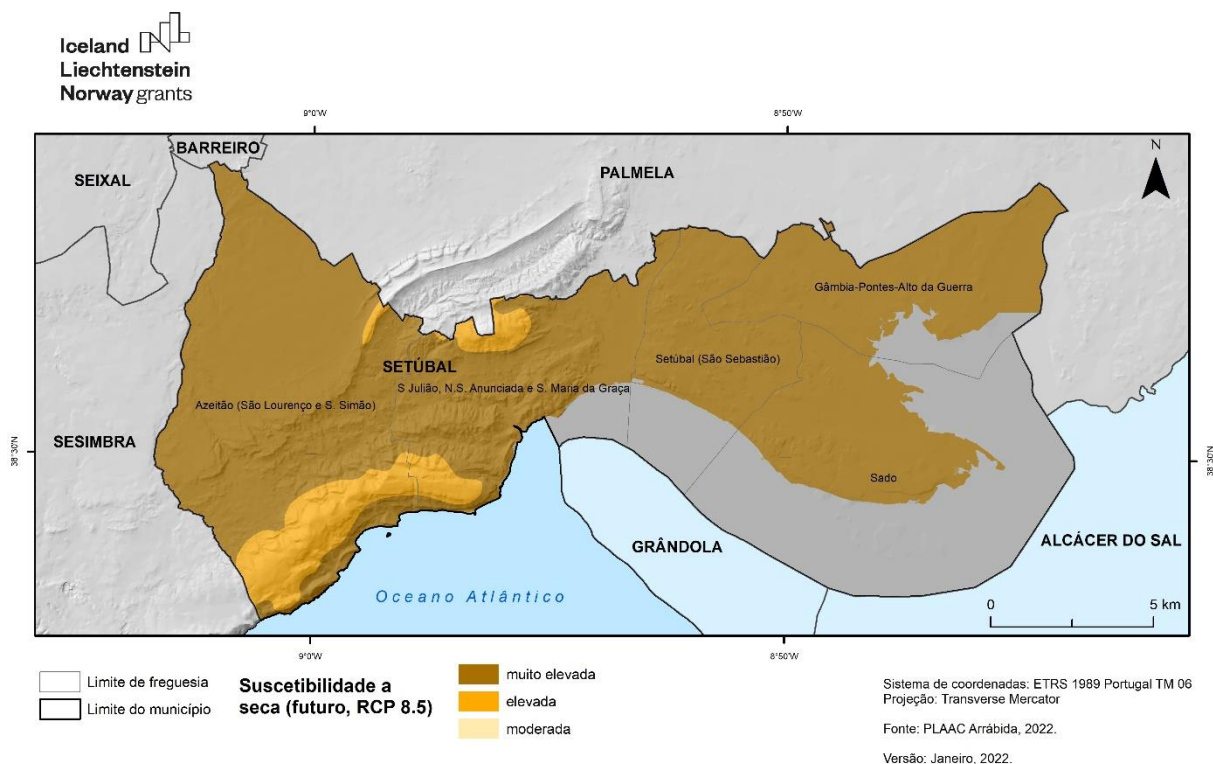 Iceland
Liechtenstein
Norway grants
9°0'W
8°50'W
BARREIRO
SEIXAL
PALMELA
N
Gâmbia-Pontes-Alto da Guerra
SETÚBAL
Setúbal (São Sebastião)
S Julião, N.S. Anunciada e S. Maria da Graça
Azeitão (São Lourenço e S. Simão)
SESIMBRA
38°30'N
38°30'N
Sado
GRÂNDOLA
ALCÁCER DO SAL
Oceano Atlântico
0 5 km
9°0'W
8°50'W
Limite de freguesia
Limite do município
Suscetibilidade a
seca (futuro, RCP 8.5)
muito elevada
elevada
moderada
Sistema de coordenadas: ETRS 1989 Portugal TM 06
Projeção: Transverse Mercator
Fonte: PLAAC Arrábida, 2022.
Versão: Janeiro, 2022.